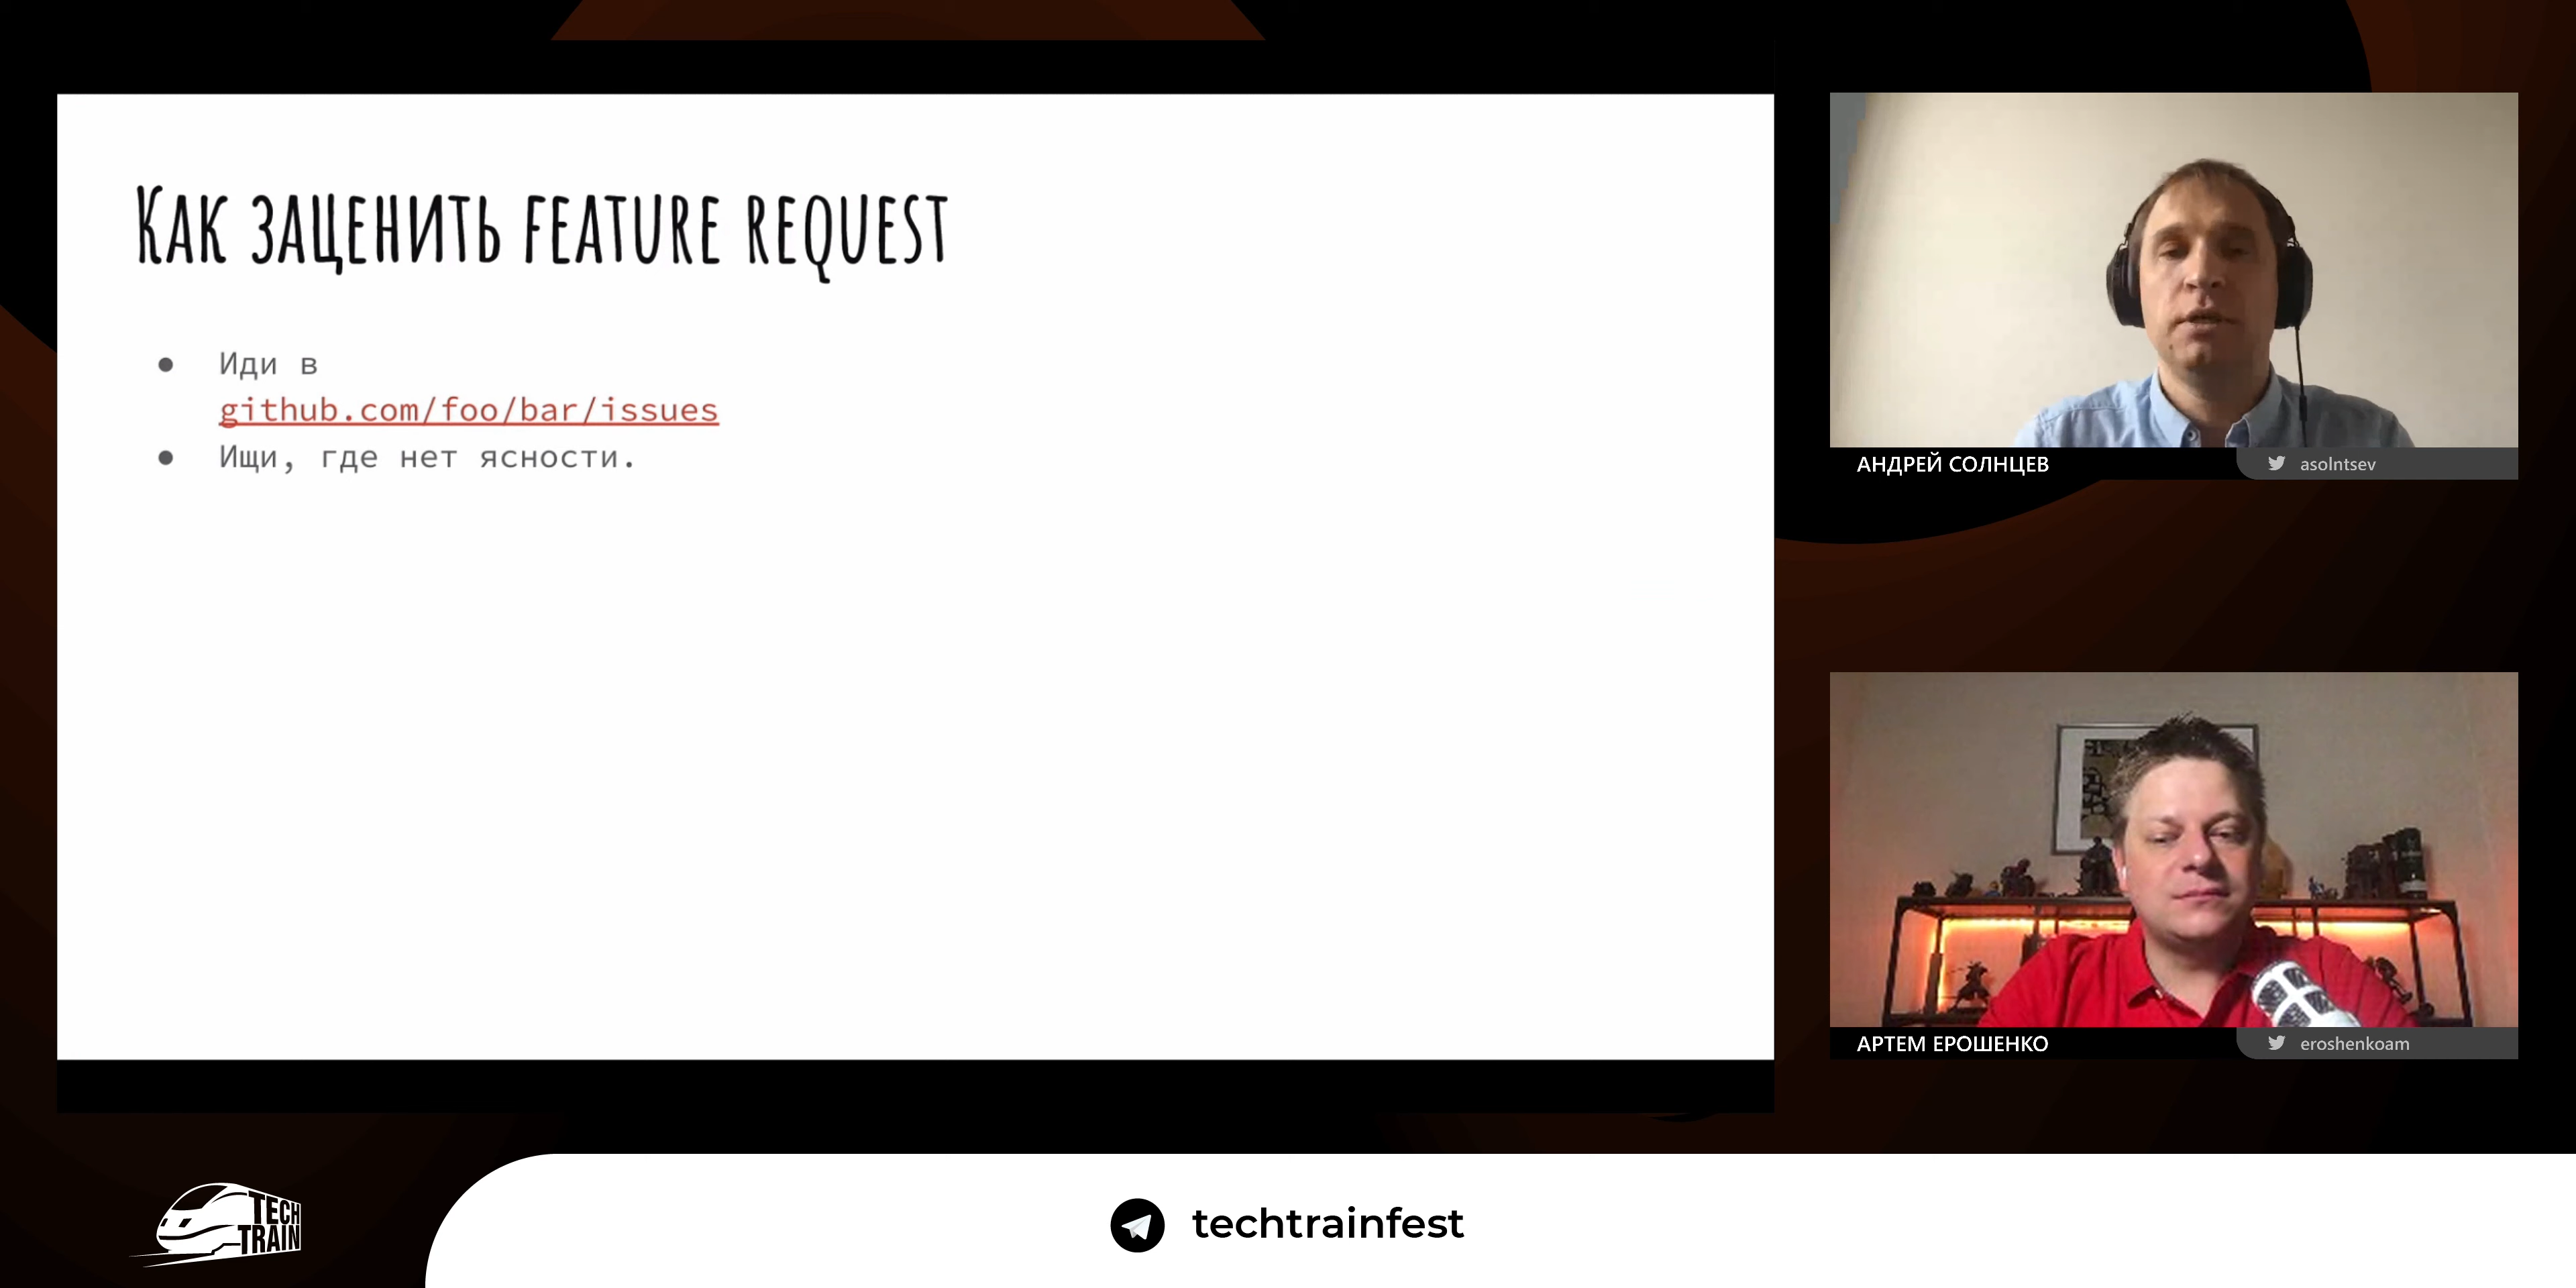 Как заценить feature request
● Иди в
github.com/foo/bar/issues
● Ищи, где нет ясности.
АНДРЕЙ СОЛНЦЕВ
asolntsev
АРТЕМ ЕРОШЕНКО
eroshenkoam
TECH
TRAIN
techtrainfest